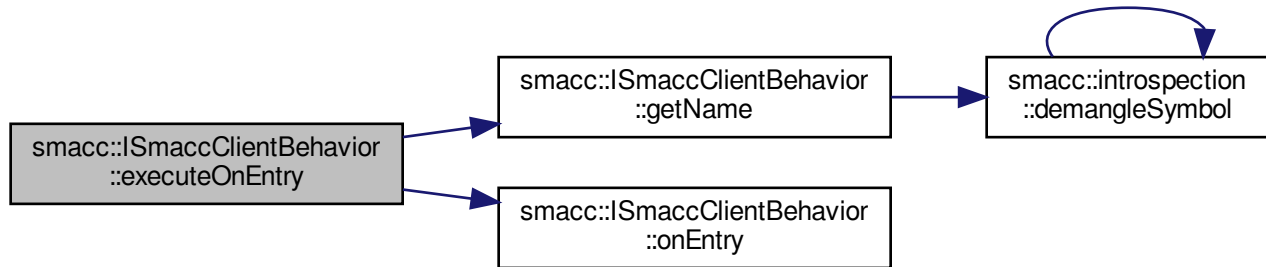 smacc::ISmaccClientBehavior
::executeOnEntry
smacc::ISmaccClientBehavior
::getName
smacc::introspection
::demangleSymbol
smacc::ISmaccClientBehavior
::onEntry